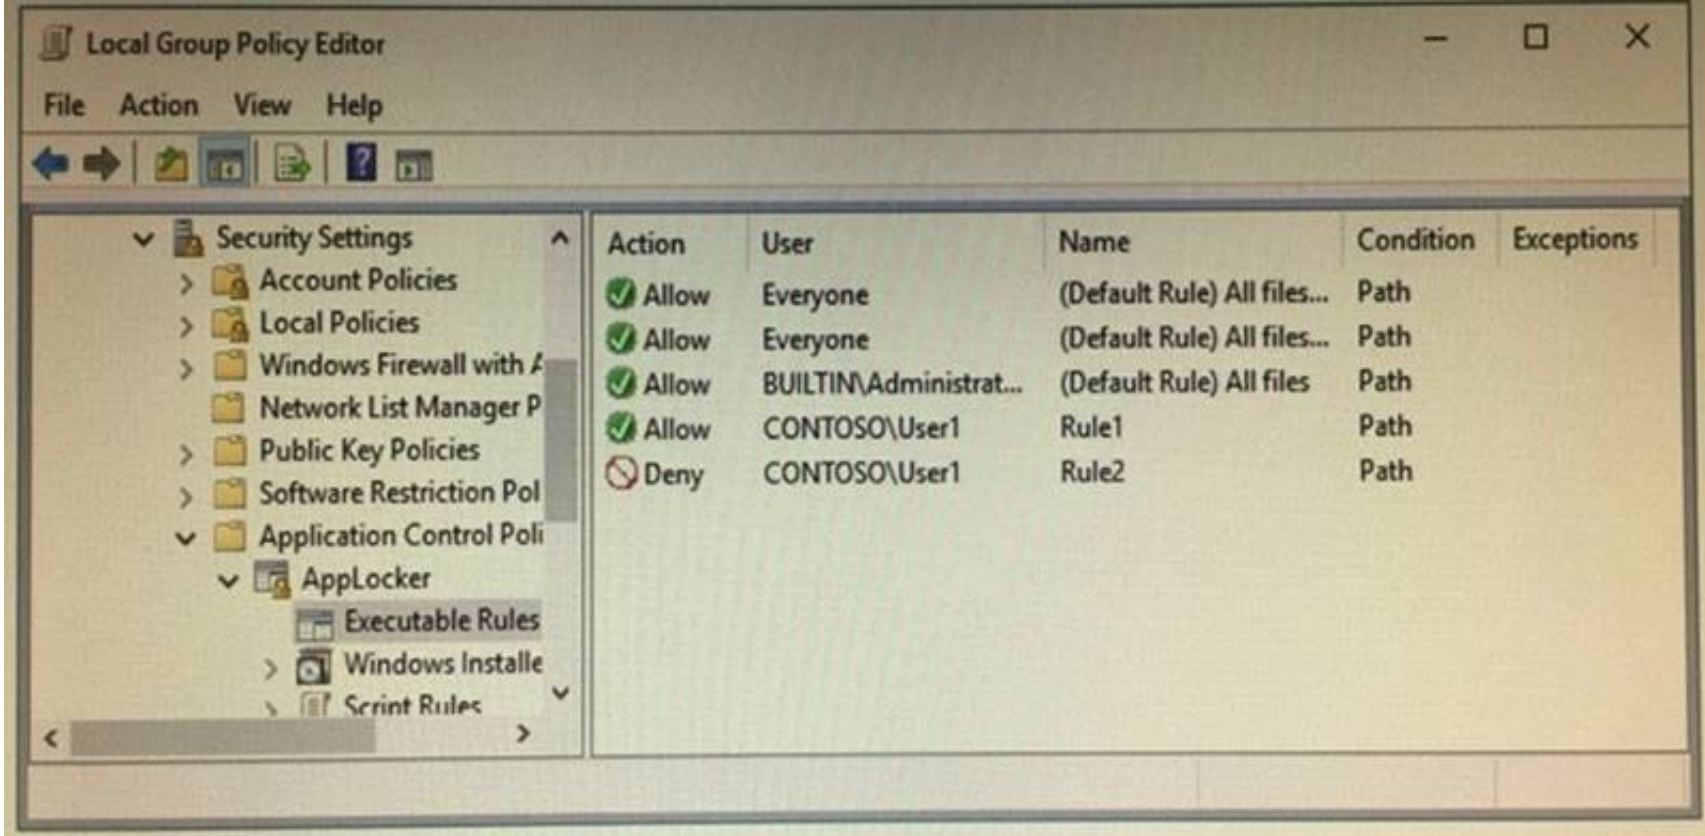 Local Group Policy Editor
File Action View Help
Security Settings
Account Policies
Local Policies
Windows Firewall with A
Network List Manager P
Public Key Policies
Software Restriction Pol
Application Control Poli
AppLocker
Executable Rules
Windows Installe
Script Rules
Action User Name Condition Exceptions
Allow Everyone (Default Rule) All files... Path
Allow Everyone (Default Rule) All files... Path
Allow BUILTIN\Administrat... (Default Rule) All files Path
Allow CONTOSO\User1 Rule1 Path
Deny CONTOSO\User1 Rule2 Path